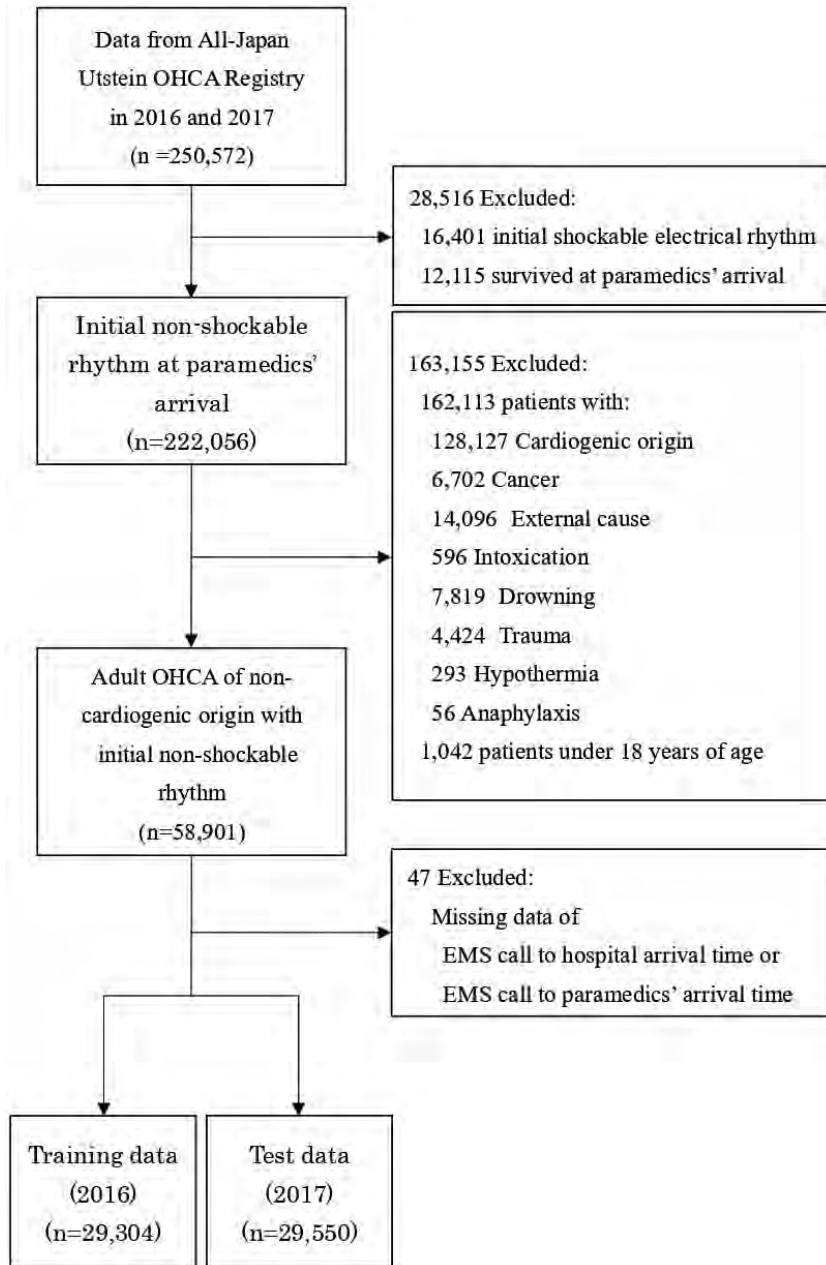 Data from All-Japan
Utstein OHCA Registry
in 2016 and 2017
(n =250,572)
28,516 Excluded:
16,401 initial shockable electrical rhythm
12,115 survived at paramedics’ arrival
Initial non-shockable
rhythm at paramedics’
arrival
(n=222,056)
163,155 Excluded:
162,113 patients with:
128,127 Cardiogenic origin
6,702 Cancer
14,096 External cause
596 Intoxication
7,819 Drowning
4,424 Trauma
293 Hypothermia
56 Anaphylaxis
1,042 patients under 18 years of age
Adult OHCA of non-
cardiogenic origin with
initial non-shockable
rhythm
(n=58,901)
47 Excluded:
Missing data of
EMS call to hospital arrival time or
EMS call to paramedics’ arrival time
Training data
(2016)
(n=29,304)
Test data
(2017)
(n=29,550)